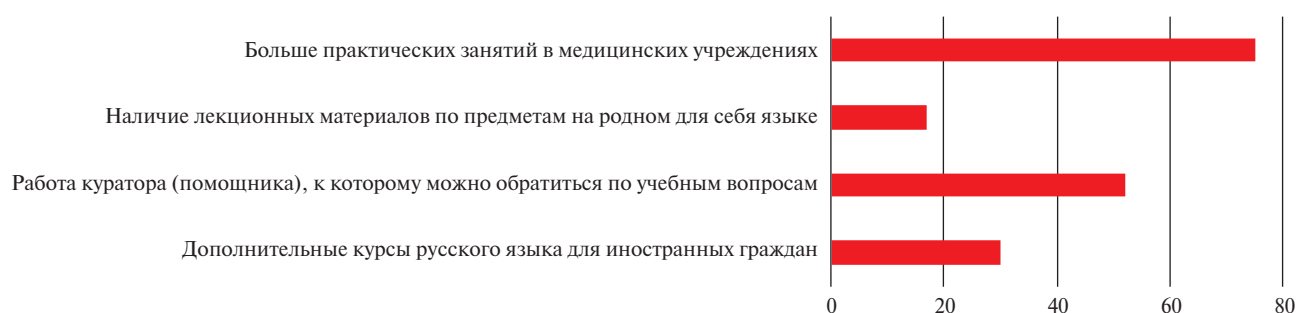 Больше практических занятий в медицинских учреждениях
Наличие лекционных материалов по предметам на родном для себя языке
Работа куратора (помощника), к которому можно обратиться по учебным вопросам
Дополнительные курсы русского языка для иностранных граждан
0 20 40 60 80